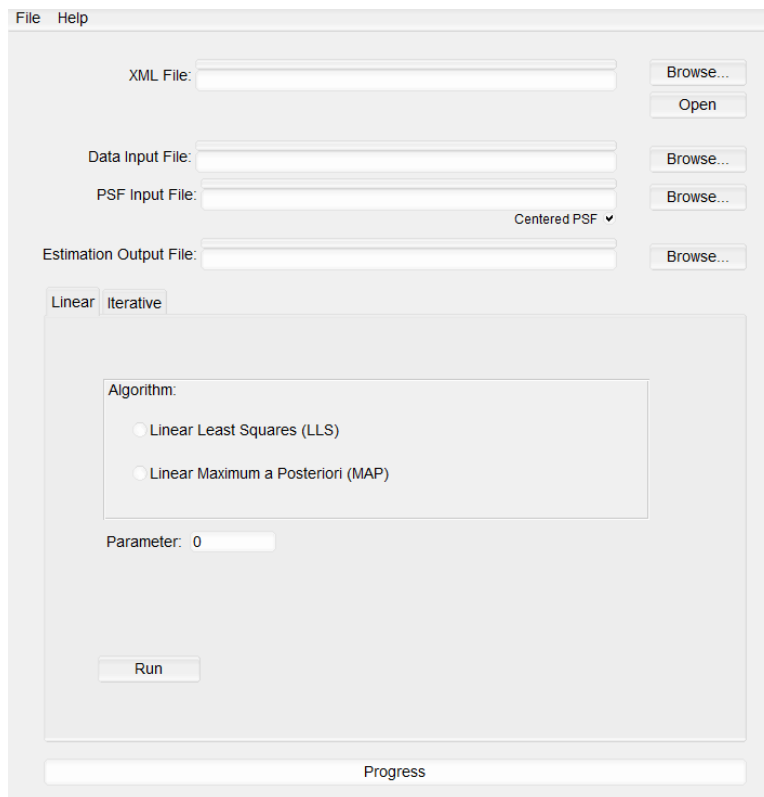 File Help
XML File: Browse...
Open
Data Input File: Browse...
PSF Input File: Browse...
Centered PSF
Estimation Output File: Browse...
Linear Iterative
Algorithm:
Linear Least Squares (LLS)
Linear Maximum a Posteriori (MAP)
Parameter: 0
Run
Progress